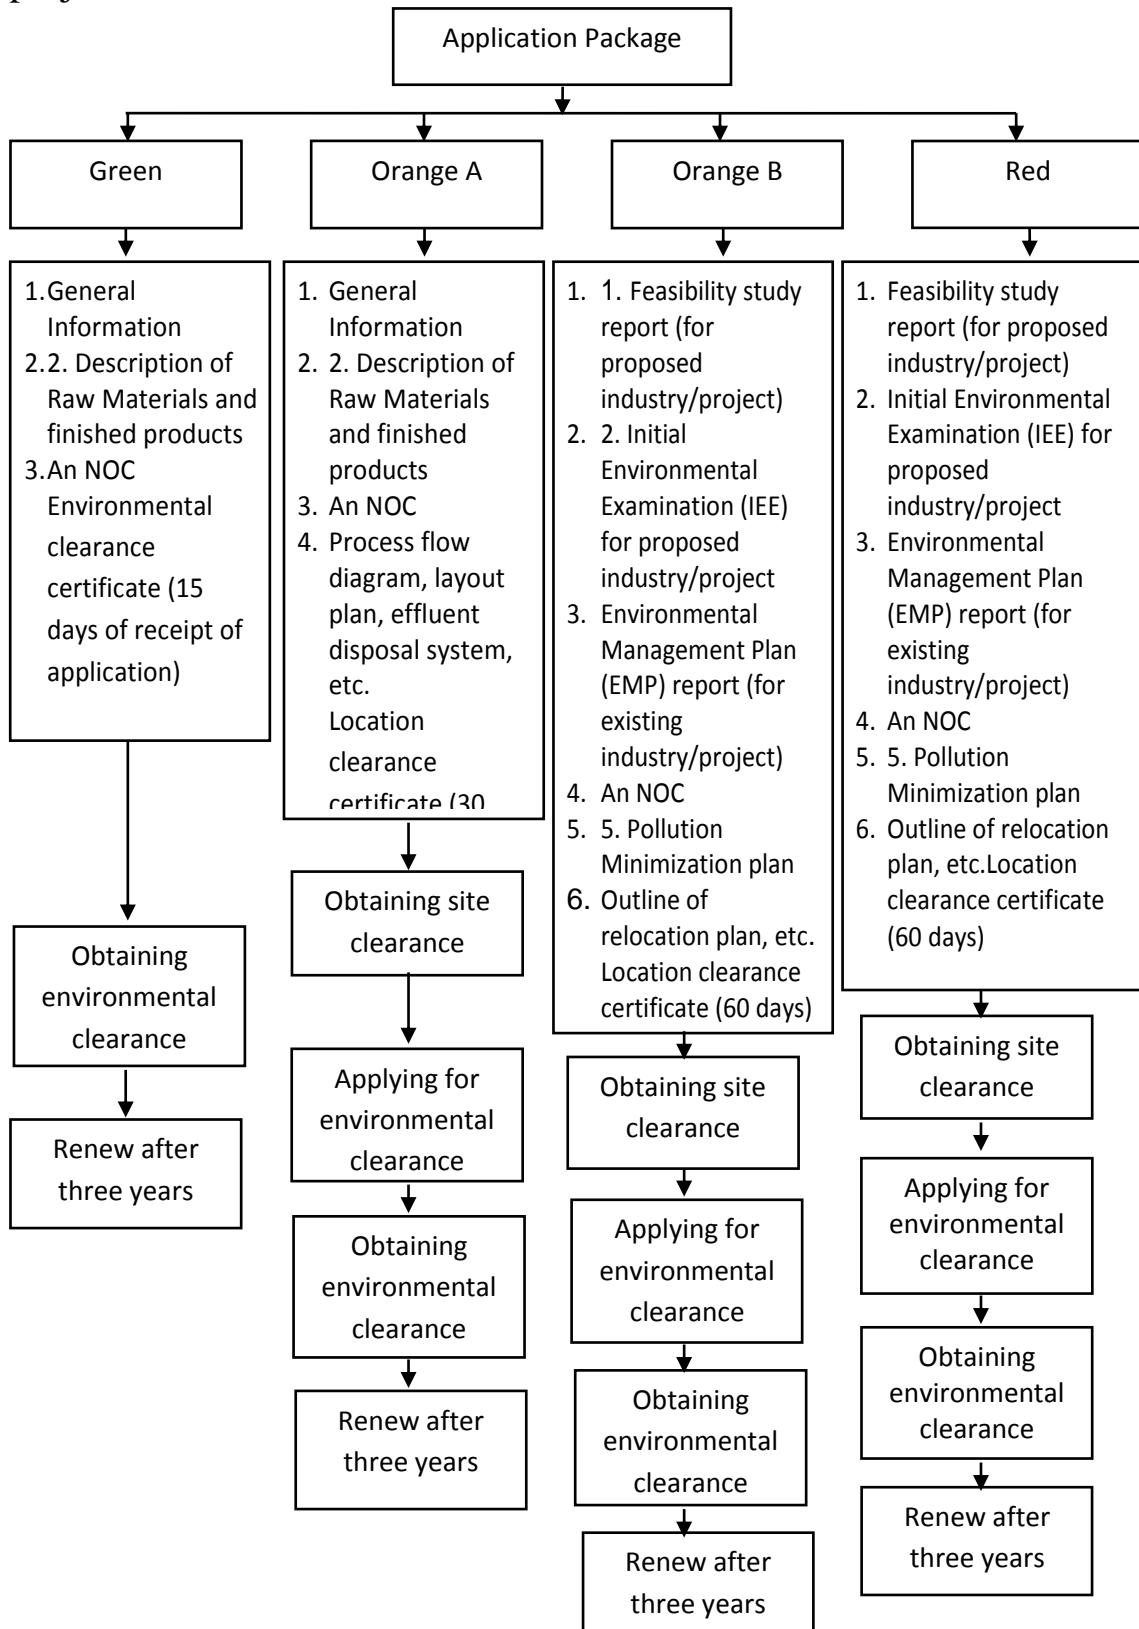 Application Package
Green
Orange A
Orange B
Red
1.General
Information
2.2. Description of
Raw Materials and
finished products
3.An NOC
Environmental
clearance
certificate (15
days of receipt of
application)
Obtaining
environmental
clearance
Renew after
three years
1. General
Information
2. 2. Description of
Raw Materials
and finished
products
3. An NOC
4. Process flow
diagram, layout
plan, effluent
disposal system,
etc.
Location
clearance
certificate (30
Obtaining site
clearance
Applying for
environmental
clearance
Obtaining
environmental
clearance
Renew after
three years
1. 1. Feasibility study
report (for
proposed
industry/project)
2. 2. Initial
Environmental
Examination (IEE)
for proposed
industry/project
3. Environmental
Management Plan
(EMP) report (for
existing
industry/project)
4. An NOC
5. 5. Pollution
Minimization plan
6. Outline of
relocation plan, etc.
Location clearance
certificate (60 days)
Obtaining site
clearance
Applying for
environmental
clearance
Obtaining
environmental
clearance
Renew after
three years
1. Feasibility study
report (for proposed
industry/project)
2. Initial Environmental
Examination (IEE) for
proposed
industry/project
3. Environmental
Management Plan
(EMP) report (for
existing
industry/project)
4. An NOC
5. 5. Pollution
Minimization plan
6. Outline of relocation
plan, etc.Location
clearance certificate
(60 days)
Obtaining site
clearance
Applying for
environmental
clearance
Obtaining
environmental
clearance
Renew after
three years